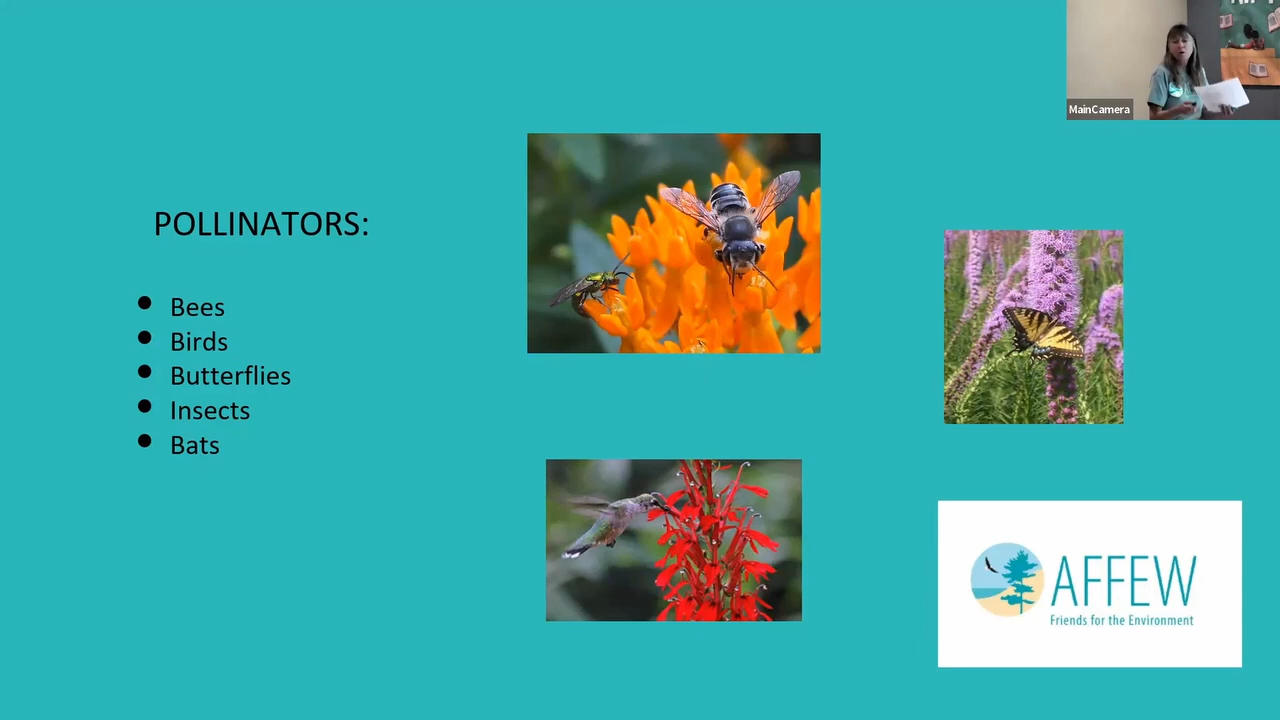 MainCamera
POLLINATORS:
Bees
Birds
Butterflies
Insects
Bats
AFFEW
Friends for the Environment